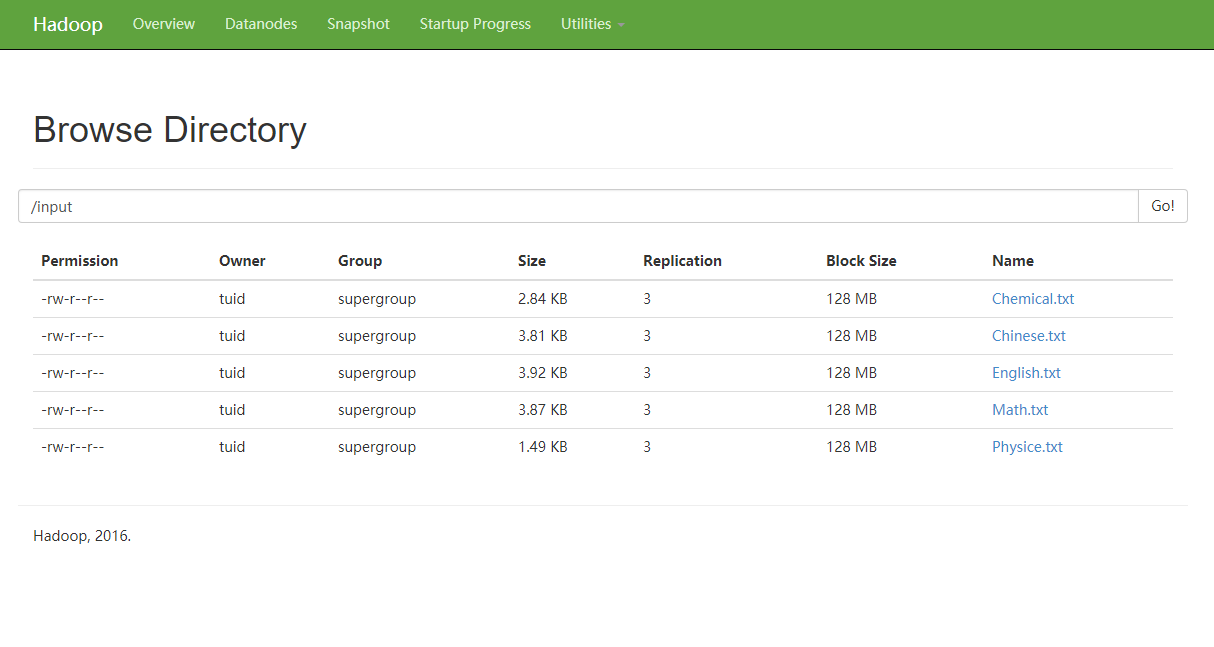 Hadoop Overview Datanodes Snapshot Startup Progress Utilities
Browse Directory
/input Go!
Permission Owner Group Size Replication Block Size Name
-rw-r--r-- tuid supergroup 2.84 KB 3 128 MB Chemical.txt
-rw-r--r-- tuid supergroup 3.81 KB 3 128 MB Chinese.txt
-rw-r--r-- tuid supergroup 3.92 KB 3 128 MB English.txt
-rw-r--r-- tuid supergroup 3.87 KB 3 128 MB Math.txt
-rw-r--r-- tuid supergroup 1.49 KB 3 128 MB Physice.txt
Hadoop, 2016.